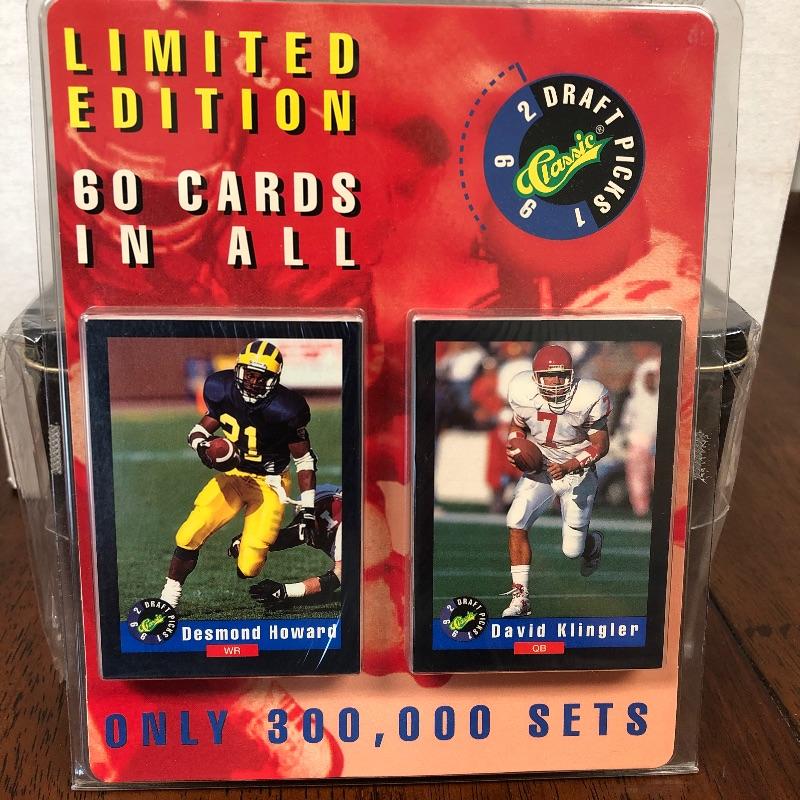 LIMITED
EDITION
60 CARDS
IN ALL
1992 DRAFT PICKS
Classic®
21
1992 DRAFT PICKS
Classic
Desmond Howard
WR
7
7
1992 DRAFT PICKS
Classic
David Klingler
QB
ONLY 300,000 SETS